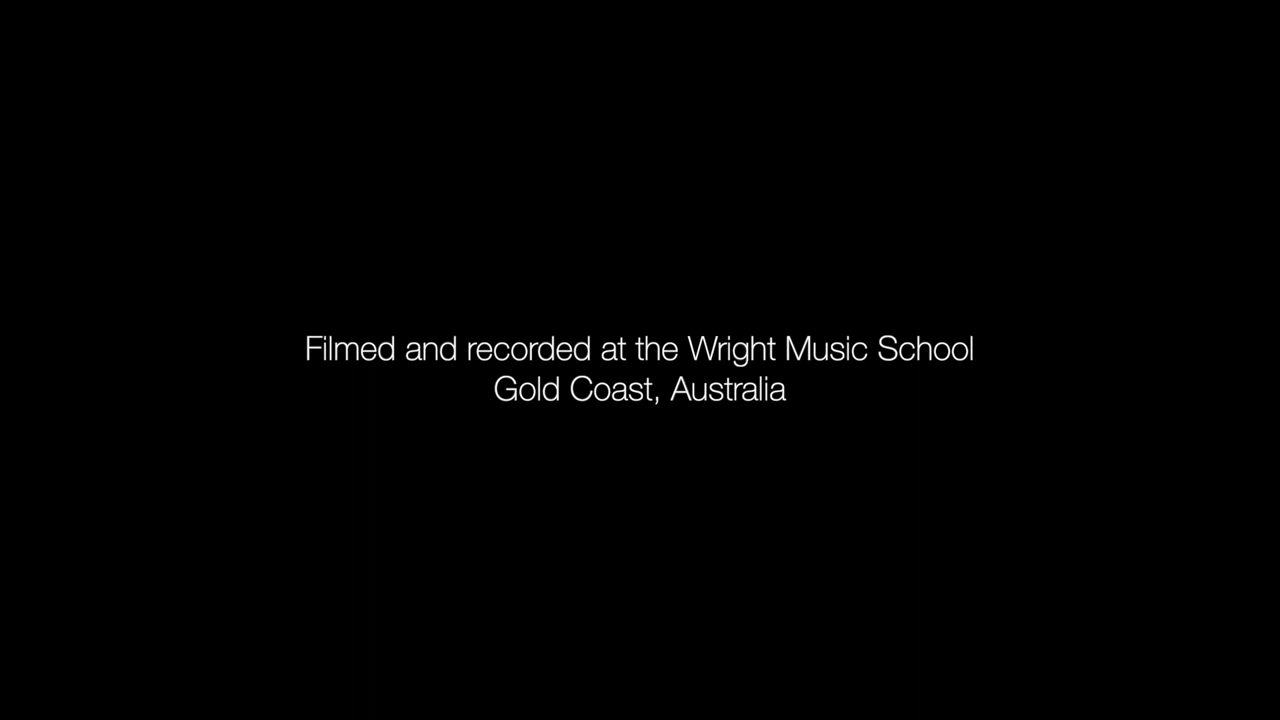 Filmed and recorded at the Wright Music School
Gold Coast, Australia